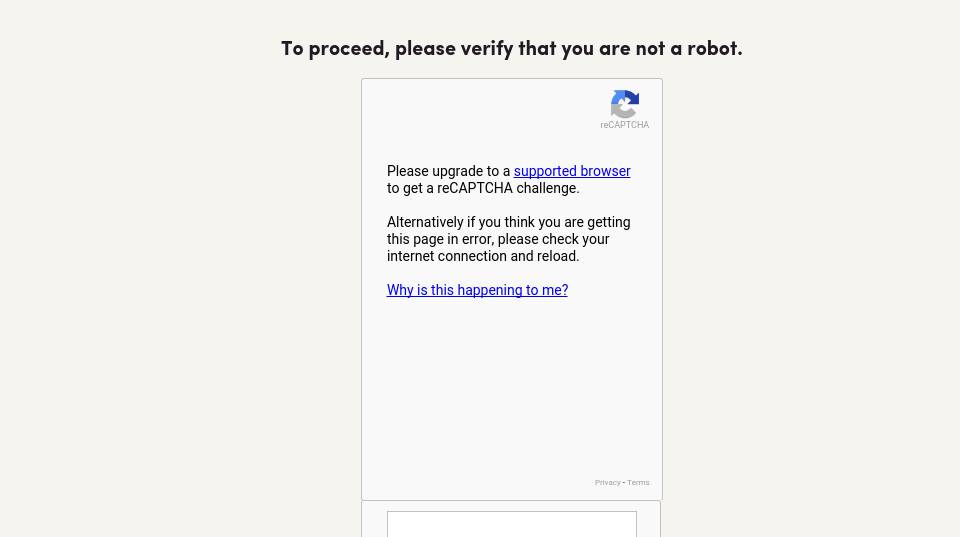 To proceed, please verify that you are not a robot.
reCAPTCHA
Please upgrade to a supported browser
to get a reCAPTCHA challenge.
Alternatively if you think you are getting
this page in error, please check your
internet connection and reload.
Why is this happening to me?
Privacy - Terms